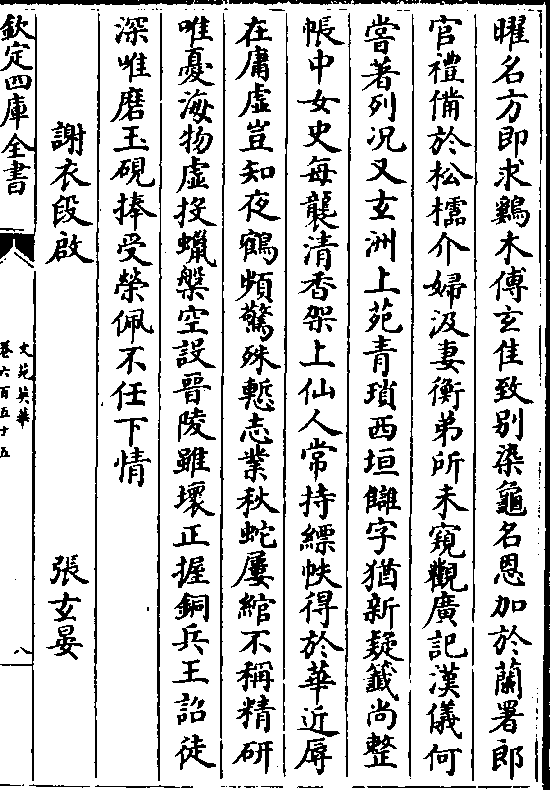 曜名方即求鷄木傳玄佳致别染龜名恩加於蘭署郎
官禮備於松櫺介婦汲妻衡弟所未窺觀廣記漢儀何
嘗著列况又玄洲上苑青瑣西垣讎字猶新疑籖尚整
帳中女史每襲清香架上仙人常持縹帙得於華近辱
在庸虚豈知夜鶴頻驚殊慙志業秋蛇屢綰不稱精研
唯憂海物虚投蠟槃空設晉陵雖壞正握銅兵王詔徒
深唯磨玉硯捧受榮佩不任下情
謝衣段啟　張玄晏
欽定四庫全書
文苑英華
卷六百五十五
八